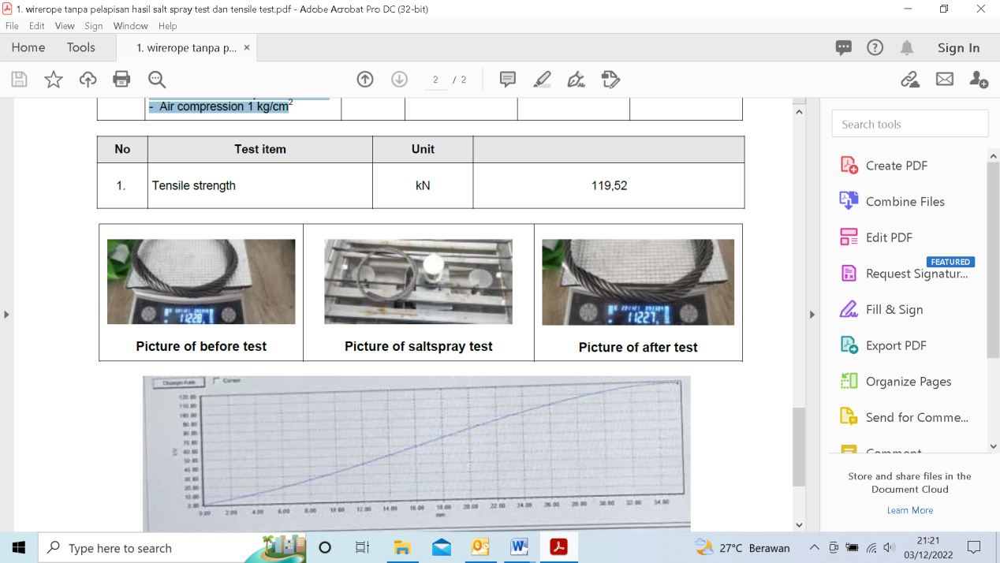 1. wirerope tanpa pelapisan hasil salt spray test dan tensile test.pdf - Adobe Acrobat Pro DC (32-bit)
File Edit View Sign Window Help
Home Tools 1. wirerope tanpa p... × Sign In
2 / 2
- Air compression 1 kg/cm²
No Test item Unit
1. Tensile strength kN 119,52
Picture of before test Picture of saltspray test Picture of after test
Change Axis Cursor
120.00
110.00
100.00
90.00
80.00
70.00
60.00
50.00
40.00
30.00
20.00
10.00
0.00
0.00 2.00 4.00 6.00 8.00 10.00 12.00 14.00 16.00 18.00 20.00 22.00 24.00 26.00 28.00 30.00 32.00 34.00
mm
Search tools
Create PDF
Combine Files
Edit PDF
FEATURED
Request Signatur...
Fill & Sign
Export PDF
Organize Pages
Send for Comme...
Comment
Store and share files in the
Document Cloud
Learn More
Type here to search
27°C Berawan
21:21
03/12/2022